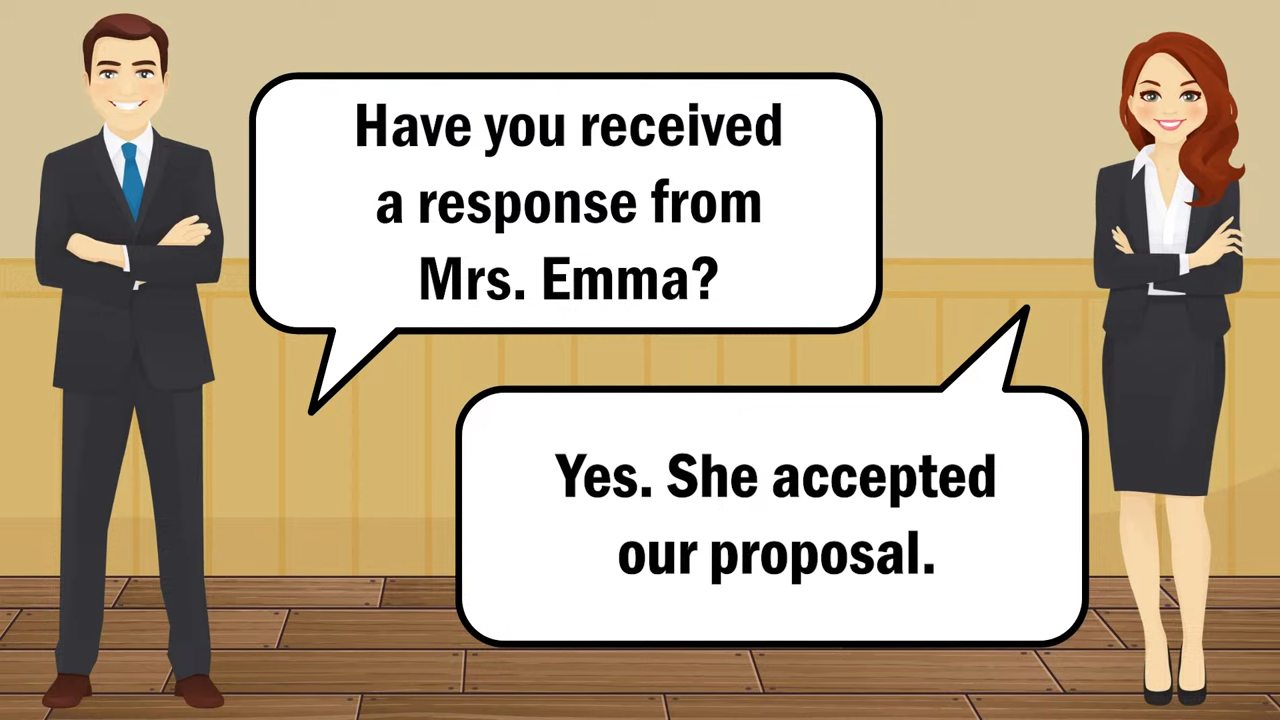 Have you received
a response from
Mrs. Emma?
Yes. She accepted
our proposal.